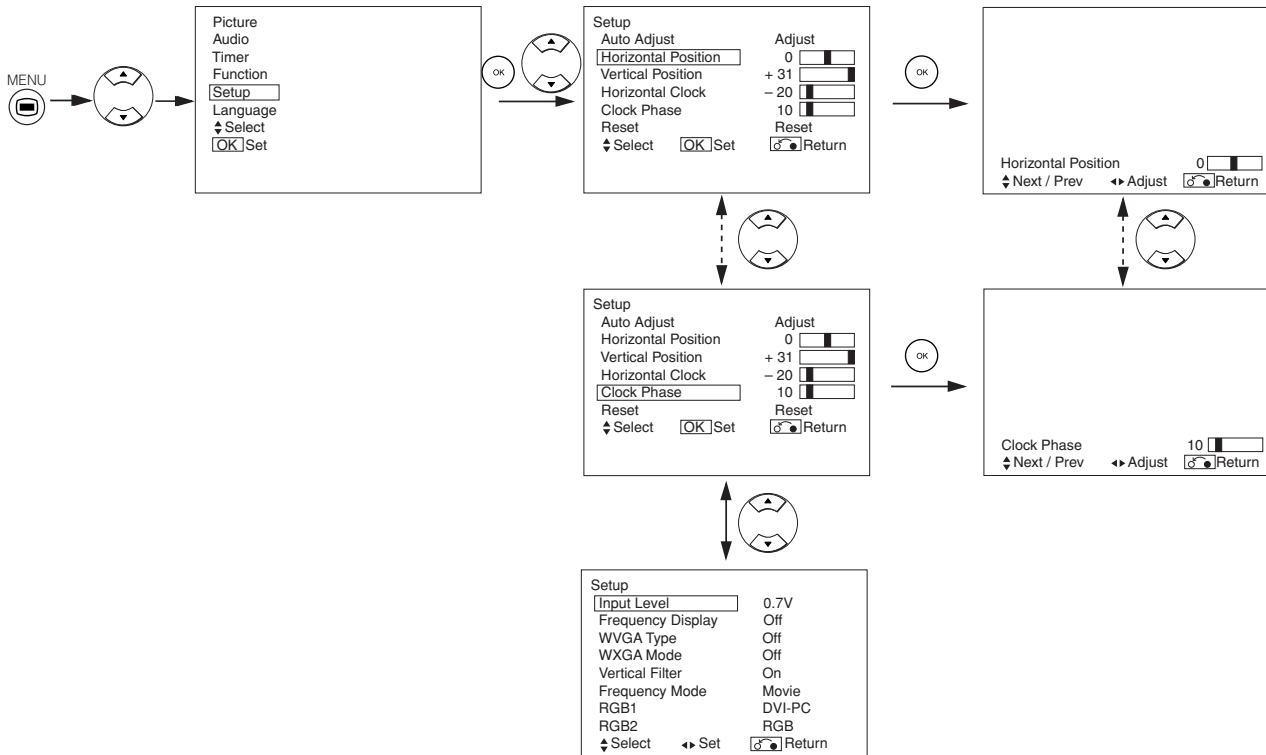 MENU
Picture
Audio
Timer
Function
Setup
Language
Select
OK Set
OK
Setup
Auto Adjust Adjust
Horizontal Position 0
Vertical Position + 31
Horizontal Clock – 20
Clock Phase 10
Reset Reset
Select OK Set Return
OK
Horizontal Position 0
Next / Prev Adjust Return
Setup
Auto Adjust Adjust
Horizontal Position 0
Vertical Position + 31
Horizontal Clock – 20
Clock Phase 10
Reset Reset
Select OK Set Return
OK
Clock Phase 10
Next / Prev Adjust Return
Setup
Input Level 0.7V
Frequency Display Off
WVGA Type Off
WXGA Mode Off
Vertical Filter On
Frequency Mode Movie
RGB1 DVI-PC
RGB2 RGB
Select Set Return